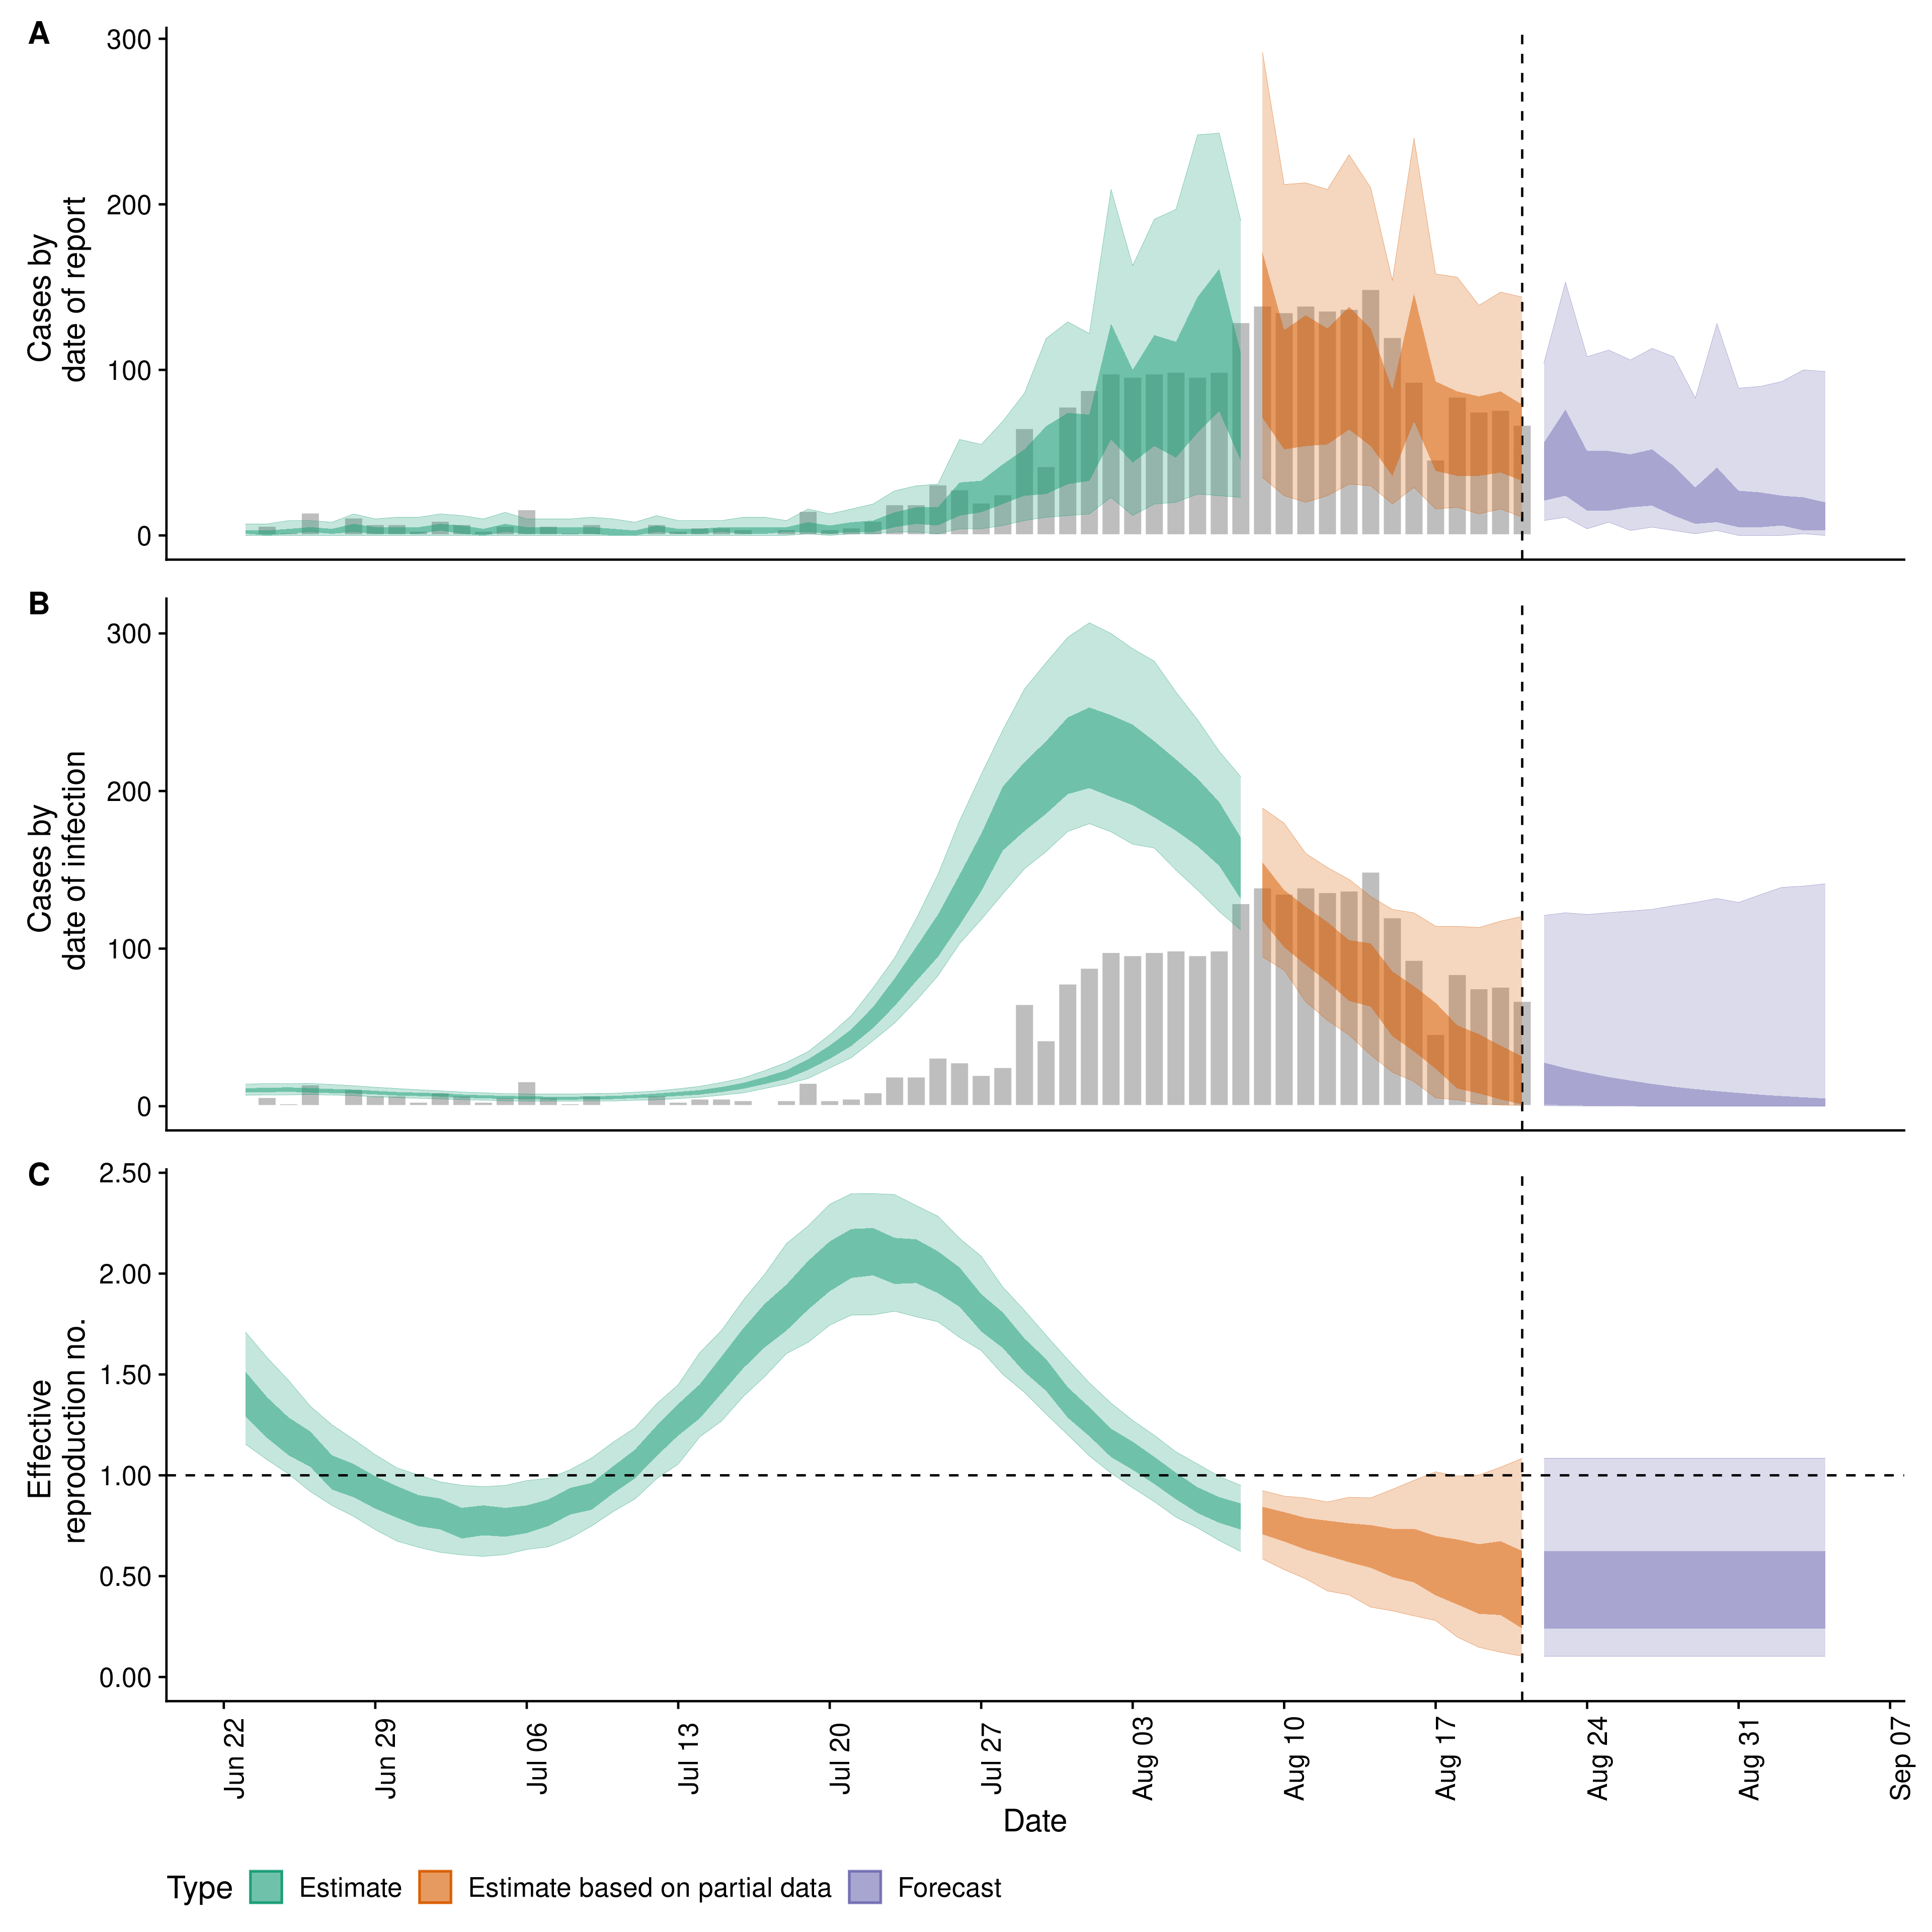 A
300
200
100
0
Cases by
date of report
B
300
200
100
0
Cases by
date of infection
C
2.50
2.00
1.50
1.00
0.50
0.00
Effective
reproduction no.
Jun 22
Jun 29
Jul 06
Jul 13
Jul 20
Jul 27
Aug 03
Aug 10
Aug 17
Aug 24
Aug 31
Sep 07
Date
Type Estimate Estimate based on partial data Forecast